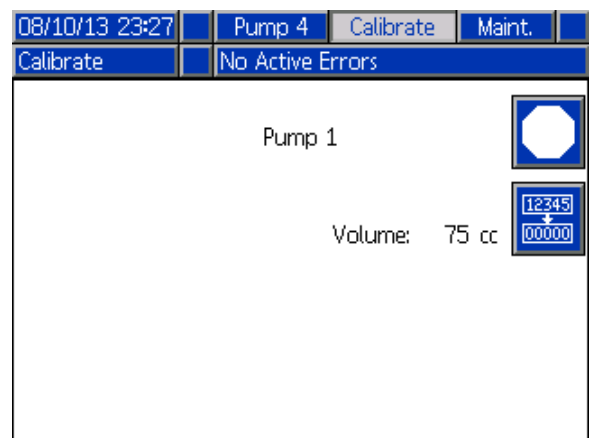 08/10/13 23:27 Pump 4 Calibrate Maint.
Calibrate No Active Errors
Pump 1
12345
Volume: 75 cc
00000